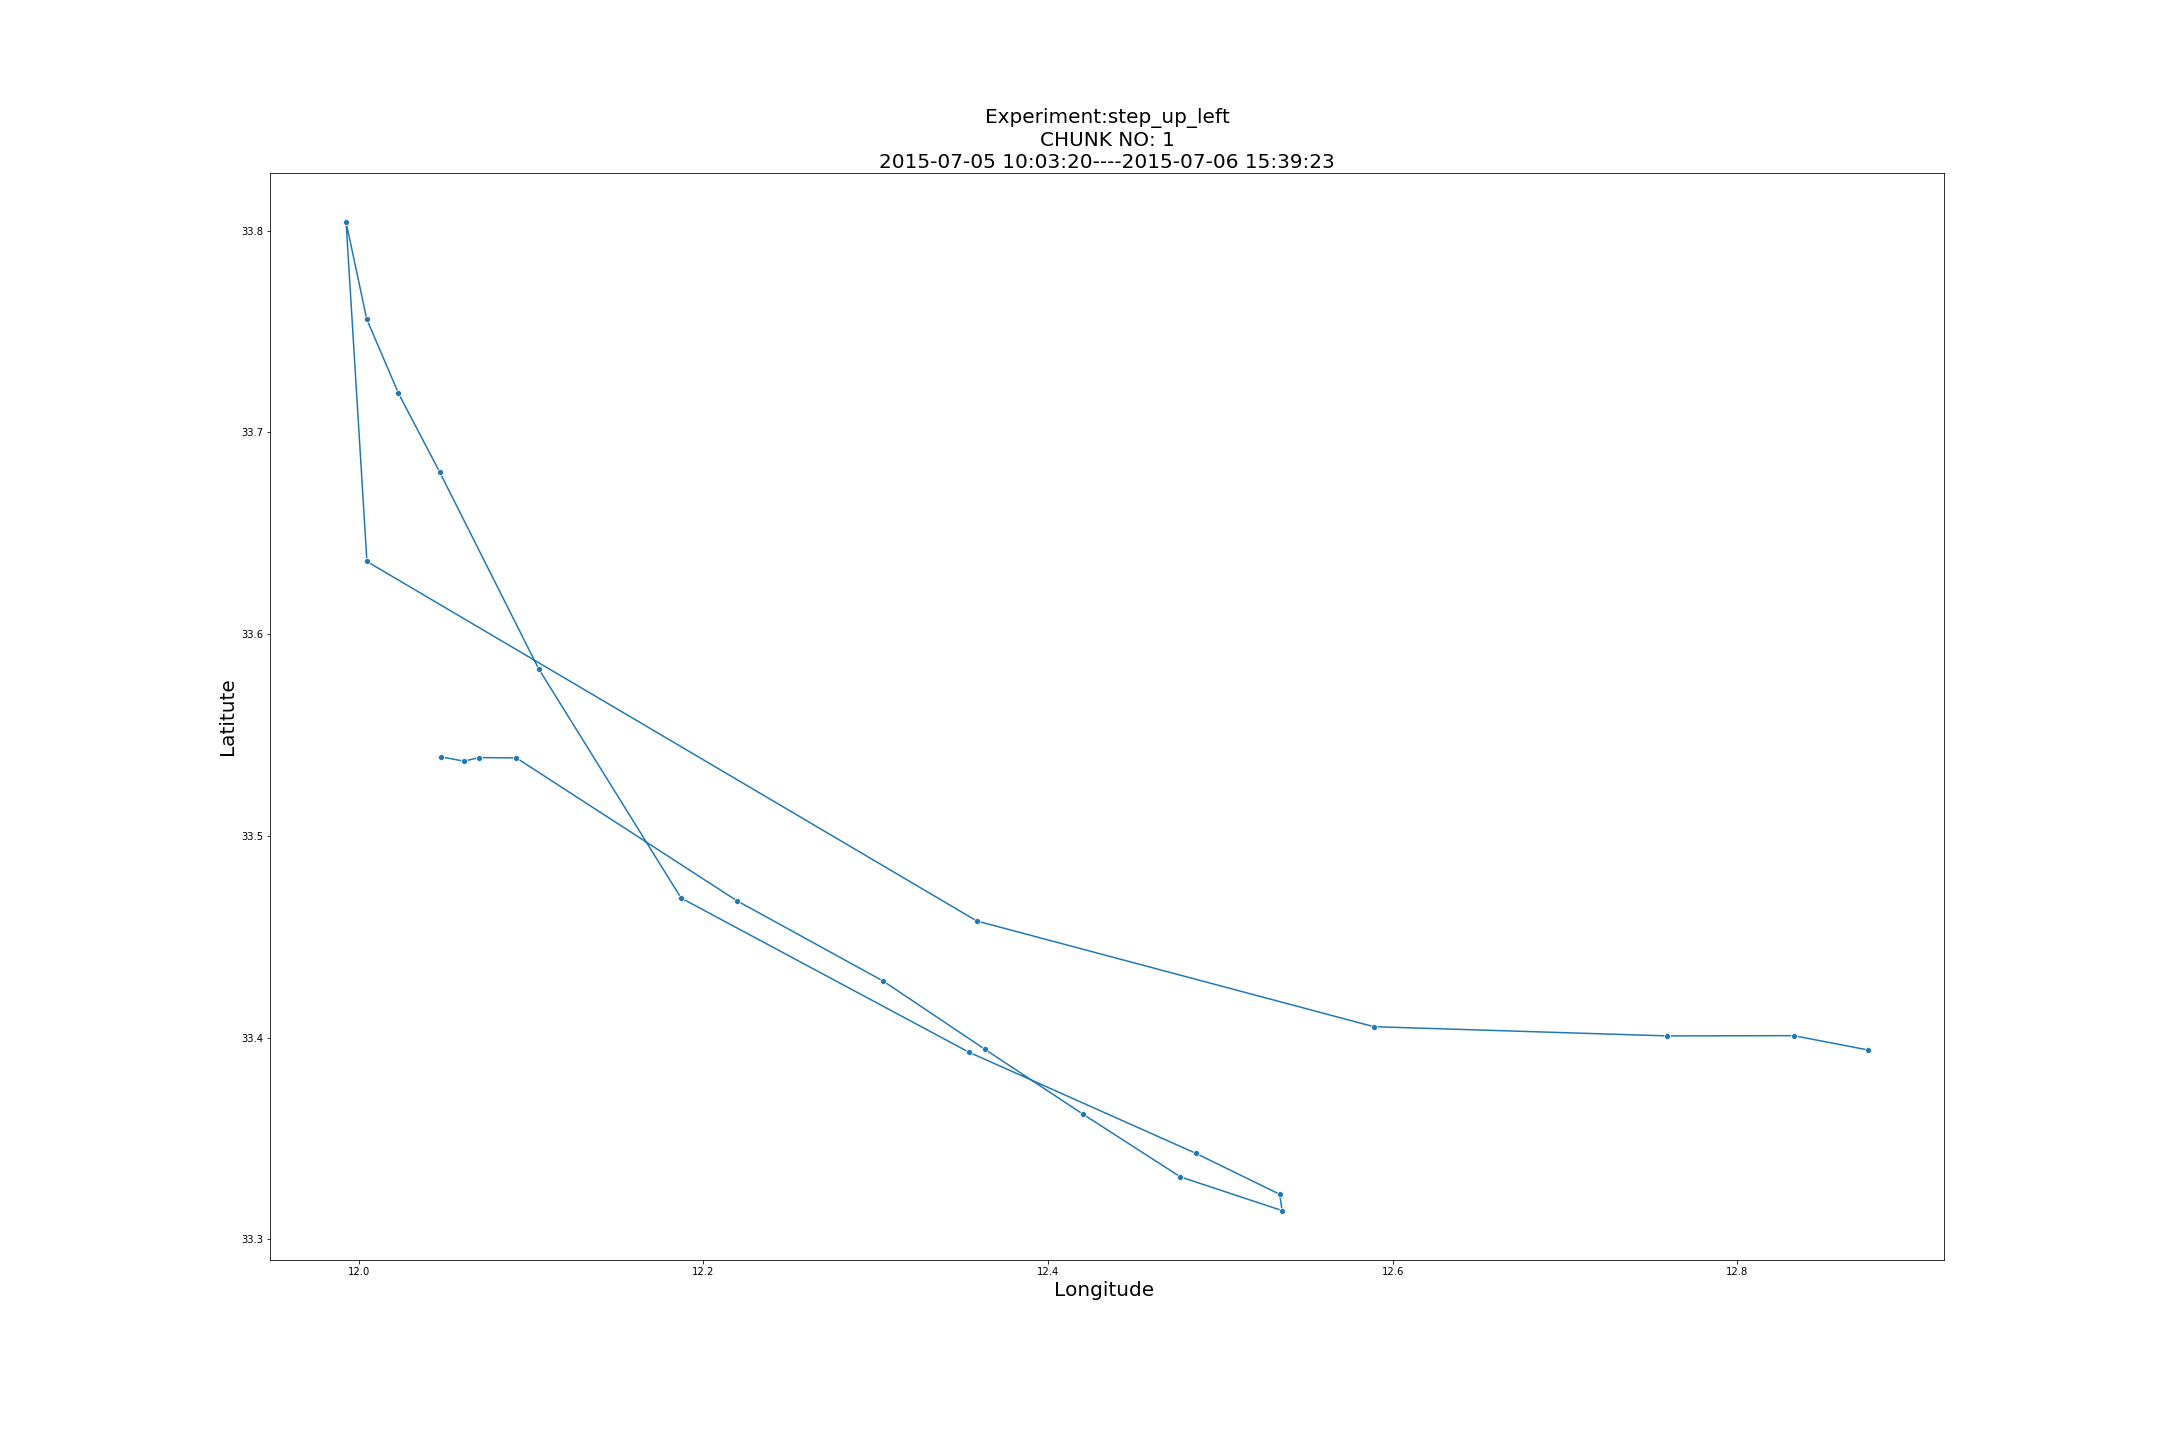 Experiment:step_up_left
CHUNK NO: 1
2015-07-05 10:03:20----2015-07-06 15:39:23
33.8
33.7
33.6
33.5
33.4
33.3
Latitute
12.0 12.2 12.4 12.6 12.8
Longitude